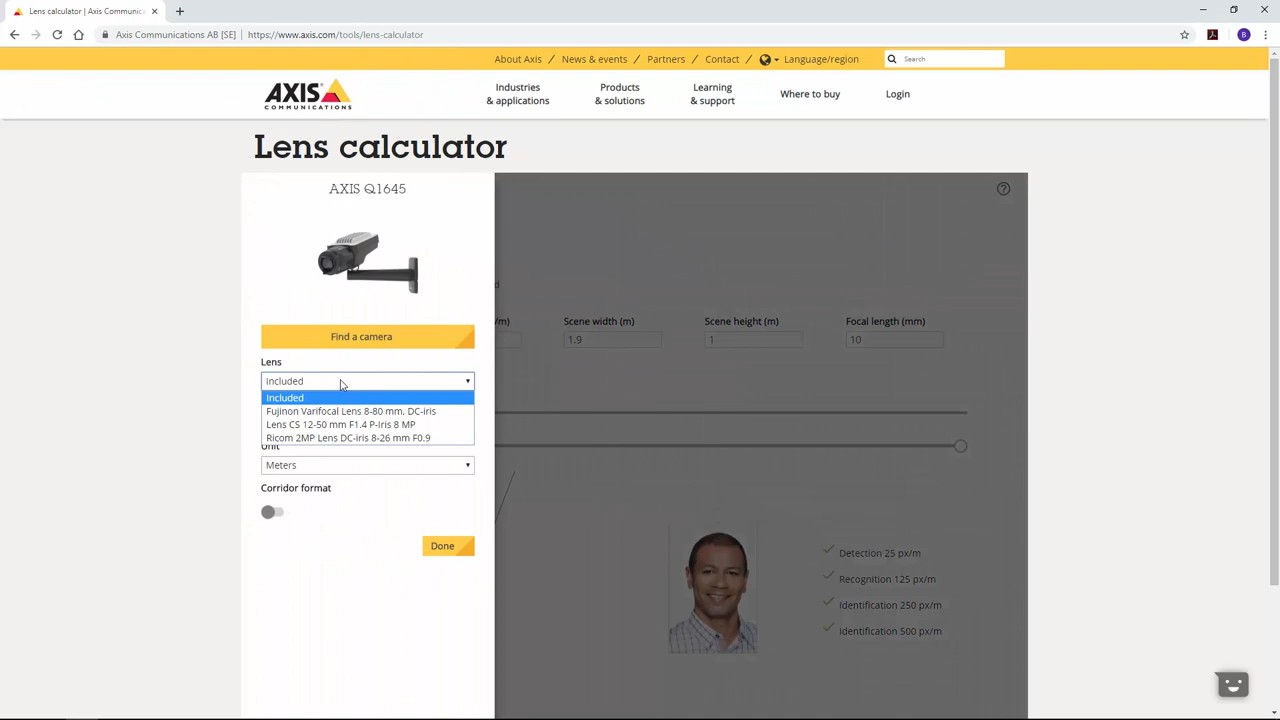 Lens calculator | Axis Communic
Axis Communications AB [SE] https://www.axis.com/tools/lens-calculator
B
About Axis / News & events / Partners / Contact / Language/region
Search
AXIS
COMMUNICATIONS
Industries
& applications
Products
& solutions
Learning
& support
Where to buy
Login
Lens calculator
AXIS Q1645
Find a camera
Lens
Included
Included
Fujinon Varifocal Lens 8-80 mm, DC-iris
Lens CS 12-50 mm F1.4 P-Iris 8 MP
Ricom 2MP Lens DC-iris 8-26 mm F0.9
Unit
Meters
Corridor format
Done
d
/m)
Scene width (m)
Scene height (m)
Focal length (mm)
1.9
1
10
Detection 25 px/m
Recognition 125 px/m
Identification 250 px/m
Identification 500 px/m